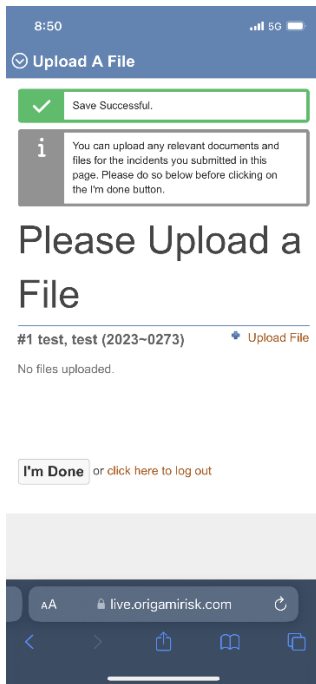 8:50
5G
Upload A File
Save Successful.
You can upload any relevant documents and
files for the incidents you submitted in this
page. Please do so below before clicking on
the I'm done button.
Please Upload a
File
#1 test, test (2023~0273)
Upload File
No files uploaded.
I'm Done or click here to log out
AA
live.origamirisk.com